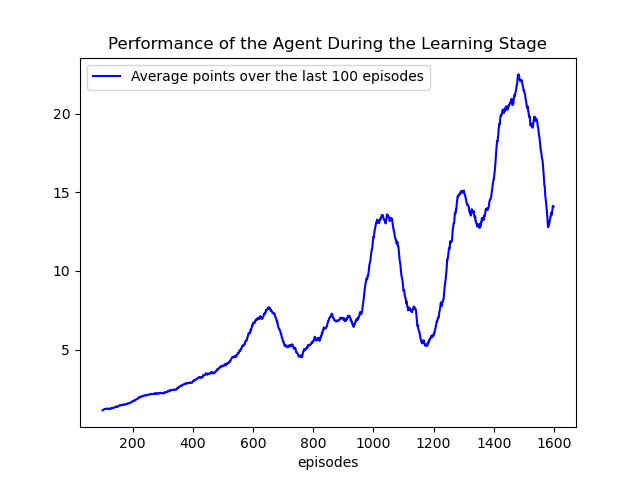 Performance of the Agent During the Learning Stage
Average points over the last 100 episodes
20
15
10
5
200 400 600 800 1000 1200 1400 1600
episodes